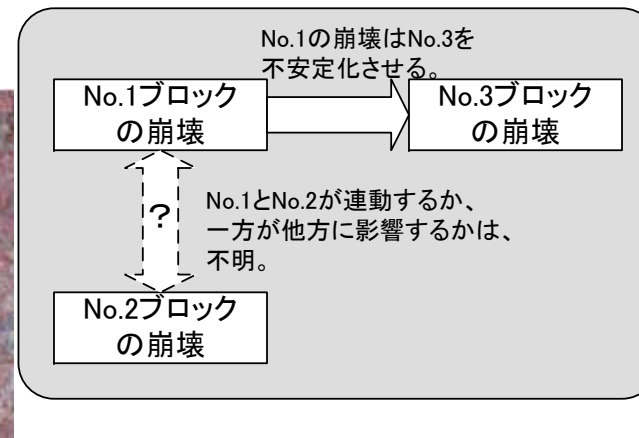 No.1の崩壊はNo.3を
不安定化させる。
No.1ブロック
の崩壊
No.3ブロック
の崩壊
?
No.1とNo.2が連動するか、
一方が他方に影響するかは、
不明。
No.2ブロック
の崩壊